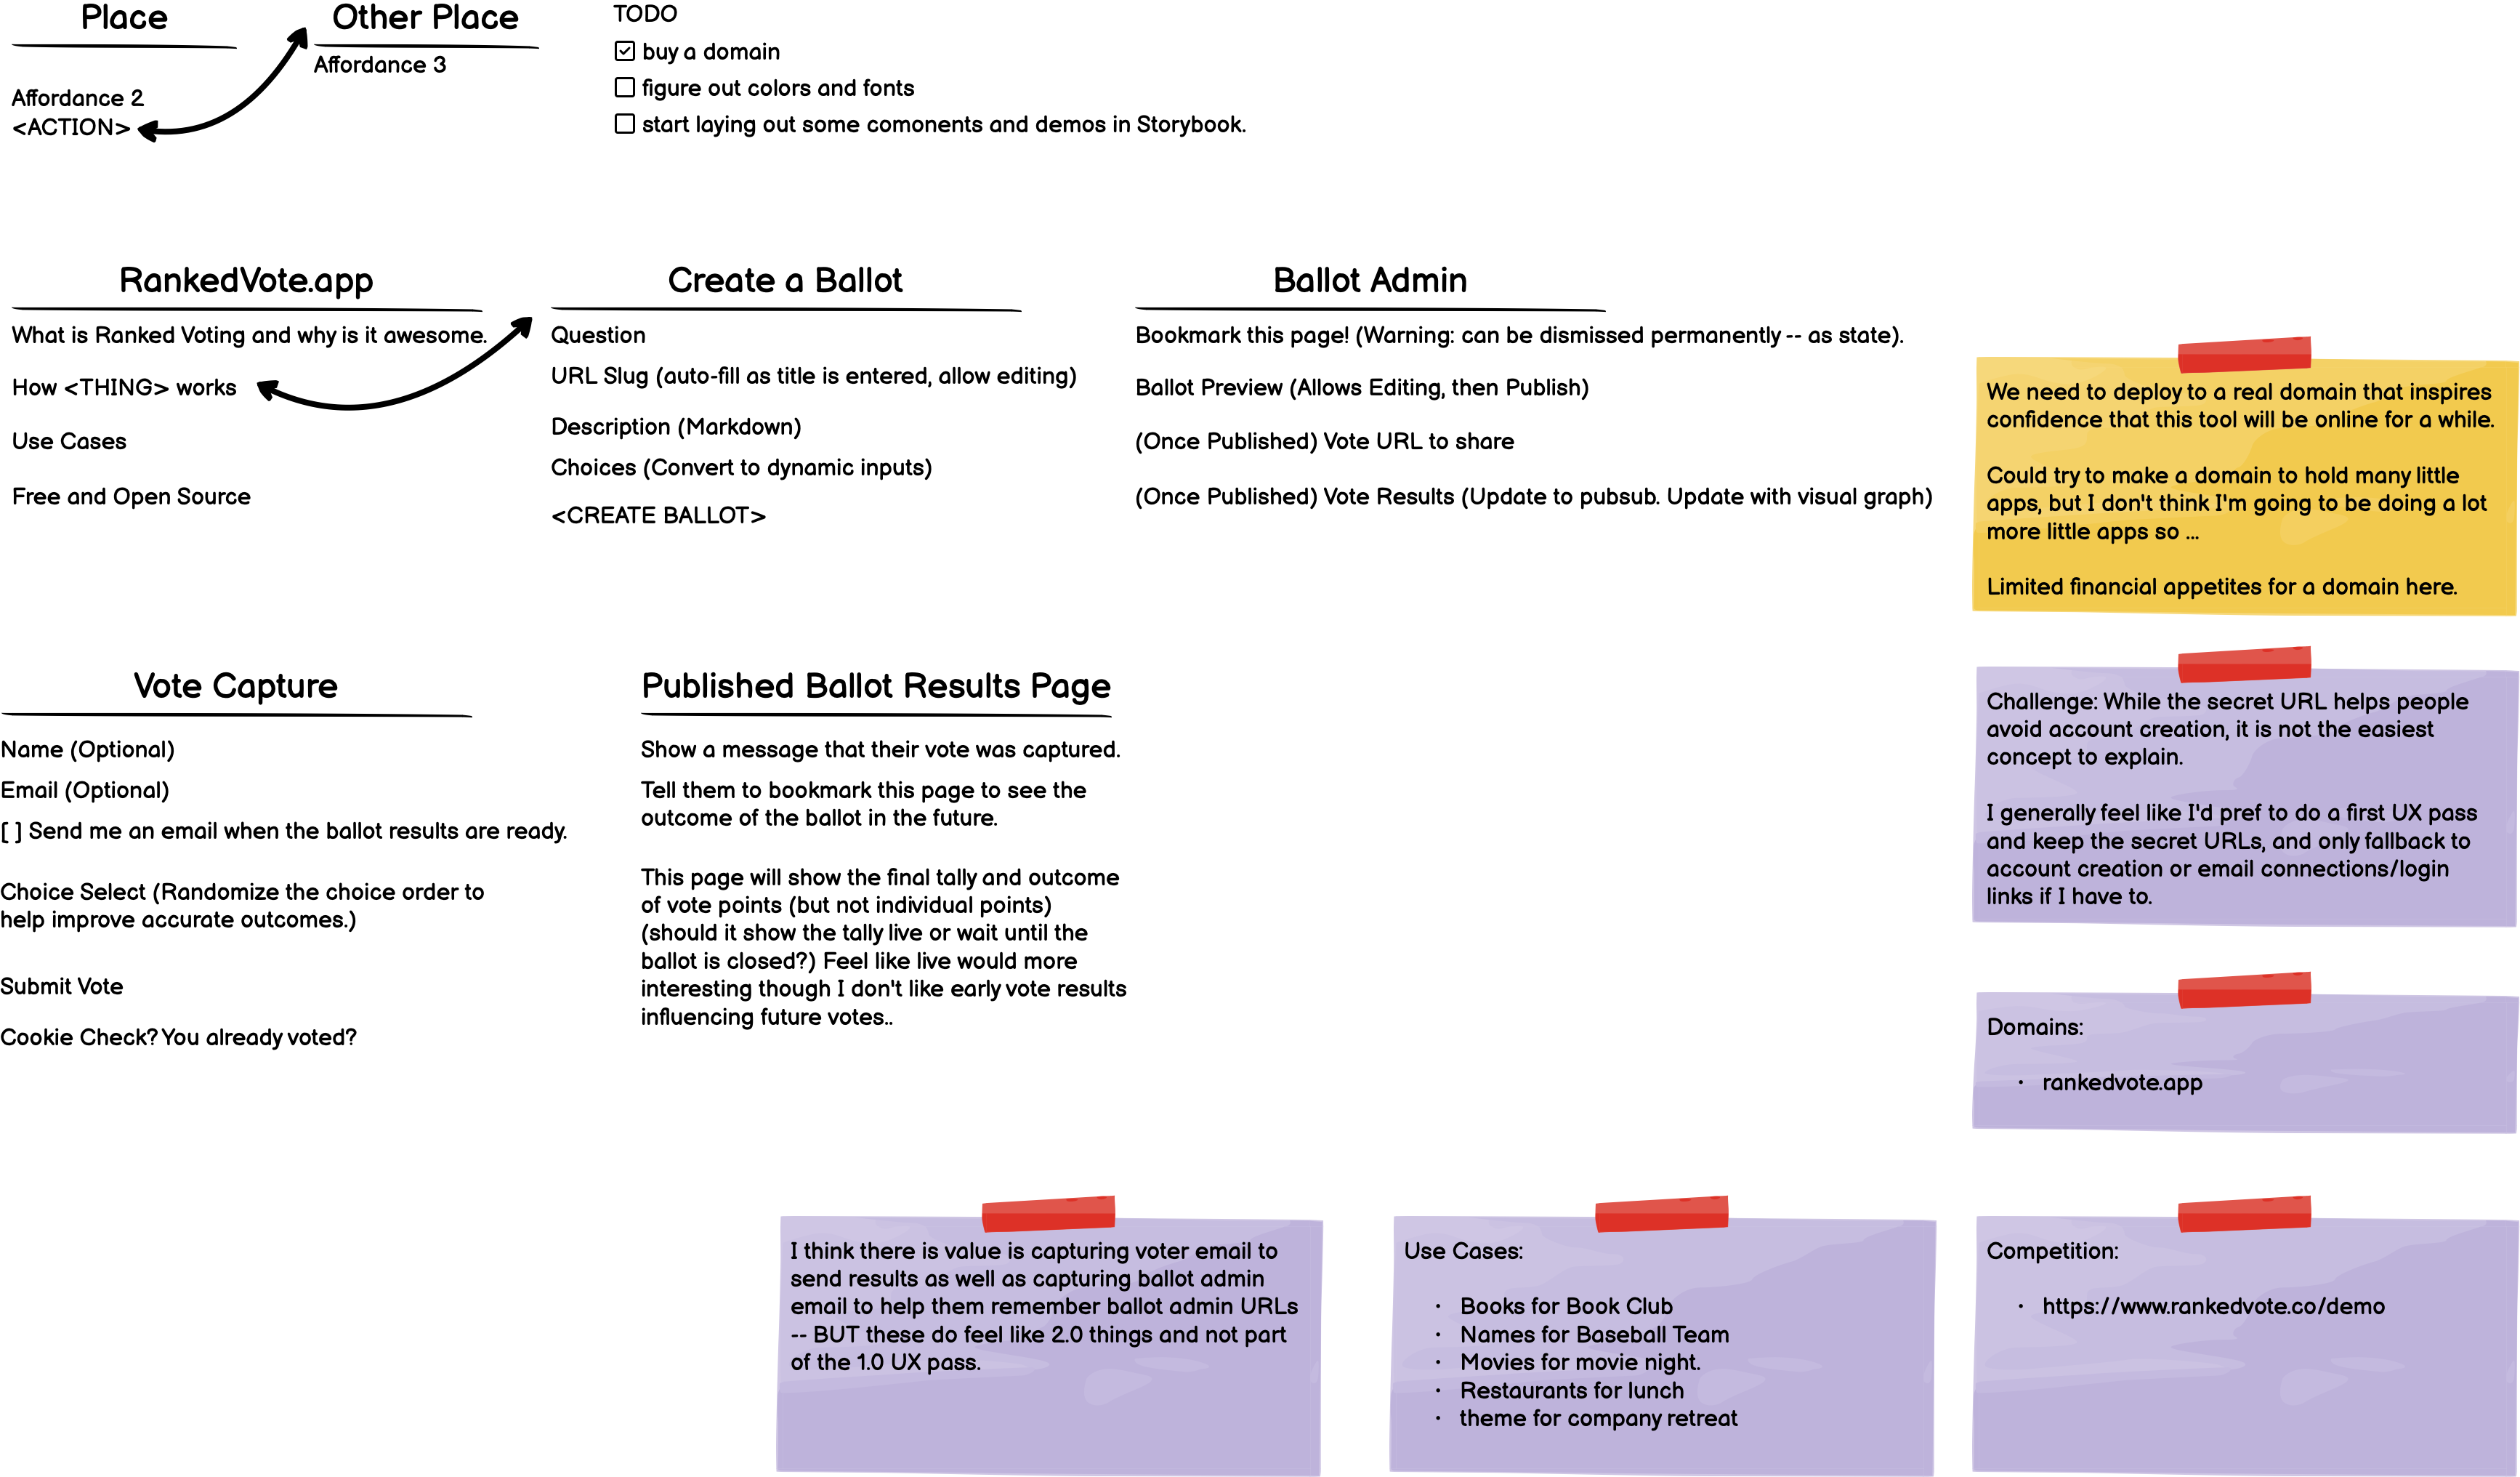 Place
Affordance 2
<ACTION>
Other Place
Affordance 3
TODO
buy a domain
figure out colors and fonts
start laying out some comonents and demos in Storybook.
RankedVote.app
What is Ranked Voting and why is it awesome.
How <THING> works
Use Cases
Free and Open Source
Create a Ballot
Question
URL Slug (auto-fill as title is entered, allow editing)
Description (Markdown)
Choices (Convert to dynamic inputs)
<CREATE BALLOT>
Ballot Admin
Bookmark this page! (Warning: can be dismissed permanently -- as state).
Ballot Preview (Allows Editing, then Publish)
(Once Published) Vote URL to share
(Once Published) Vote Results (Update to pubsub. Update with visual graph)
We need to deploy to a real domain that inspires
confidence that this tool will be online for a while.
Could try to make a domain to hold many little
apps, but I don't think I'm going to be doing a lot
more little apps so ...
Limited financial appetites for a domain here.
Vote Capture
Name (Optional)
Email (Optional)
[ ] Send me an email when the ballot results are ready.
Choice Select (Randomize the choice order to
help improve accurate outcomes.)
Submit Vote
Cookie Check? You already voted?
Published Ballot Results Page
Show a message that their vote was captured.
Tell them to bookmark this page to see the
outcome of the ballot in the future.
This page will show the final tally and outcome
of vote points (but not individual points)
(should it show the tally live or wait until the
ballot is closed?) Feel like live would more
interesting though I don't like early vote results
influencing future votes..
Challenge: While the secret URL helps people
avoid account creation, it is not the easiest
concept to explain.
I generally feel like I'd pref to do a first UX pass
and keep the secret URLs, and only fallback to
account creation or email connections/login
links if I have to.
Domains:
• rankedvote.app
I think there is value is capturing voter email to
send results as well as capturing ballot admin
email to help them remember ballot admin URLs
-- BUT these do feel like 2.0 things and not part
of the 1.0 UX pass.
Use Cases:
• Books for Book Club
• Names for Baseball Team
• Movies for movie night.
• Restaurants for lunch
• theme for company retreat
Competition:
• https://www.rankedvote.co/demo